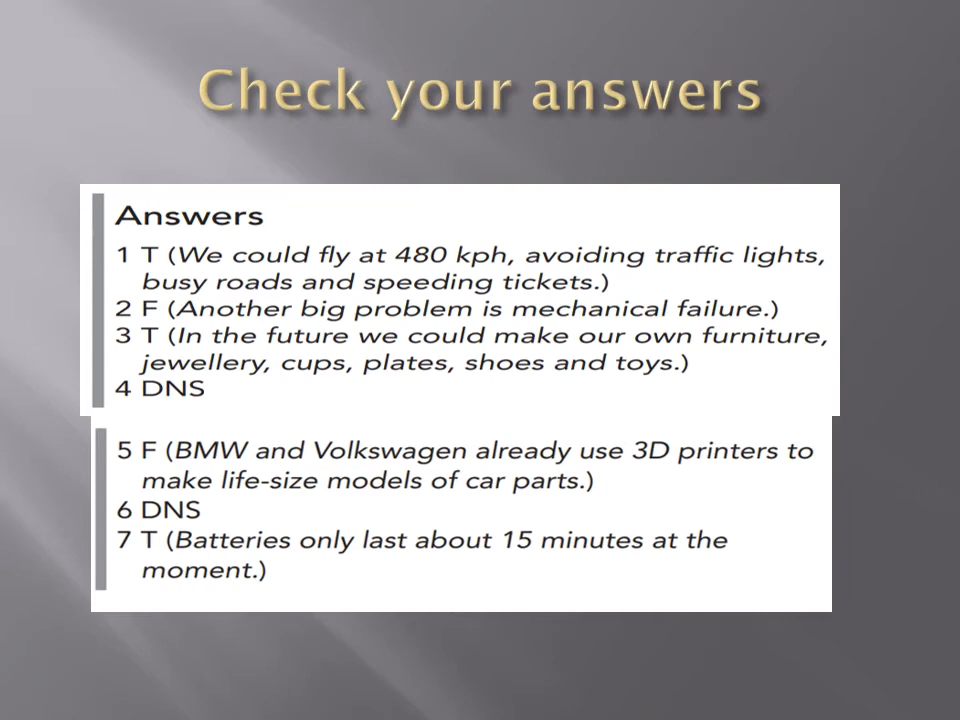 Check your answers
Answers
1 T (We could fly at 480 kph, avoiding traffic lights,
busy roads and speeding tickets.)
2 F (Another big problem is mechanical failure.)
3 T (In the future we could make our own furniture,
jewellery, cups, plates, shoes and toys.)
4 DNS
5 F (BMW and Volkswagen already use 3D printers to
make life-size models of car parts.)
6 DNS
7 T (Batteries only last about 15 minutes at the
moment.)